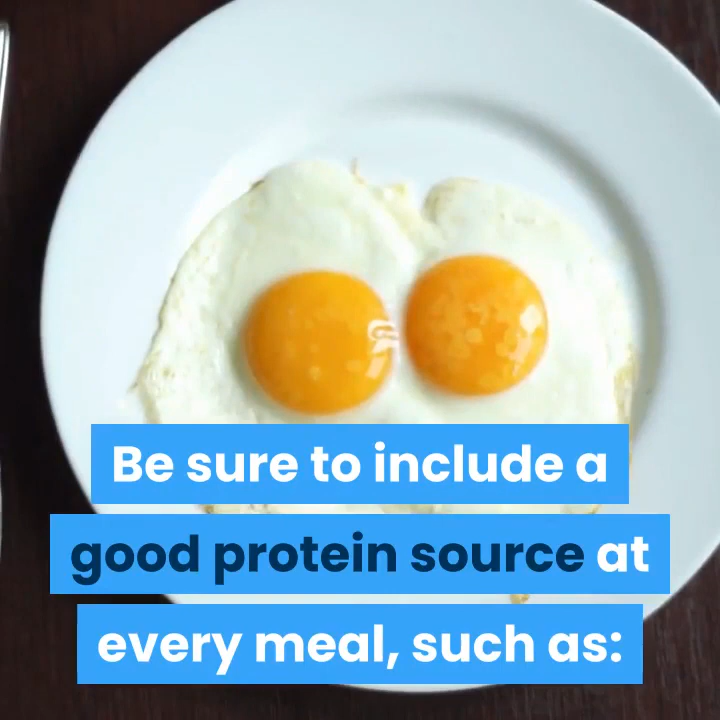 Be sure to include a
good protein source at
every meal, such as: